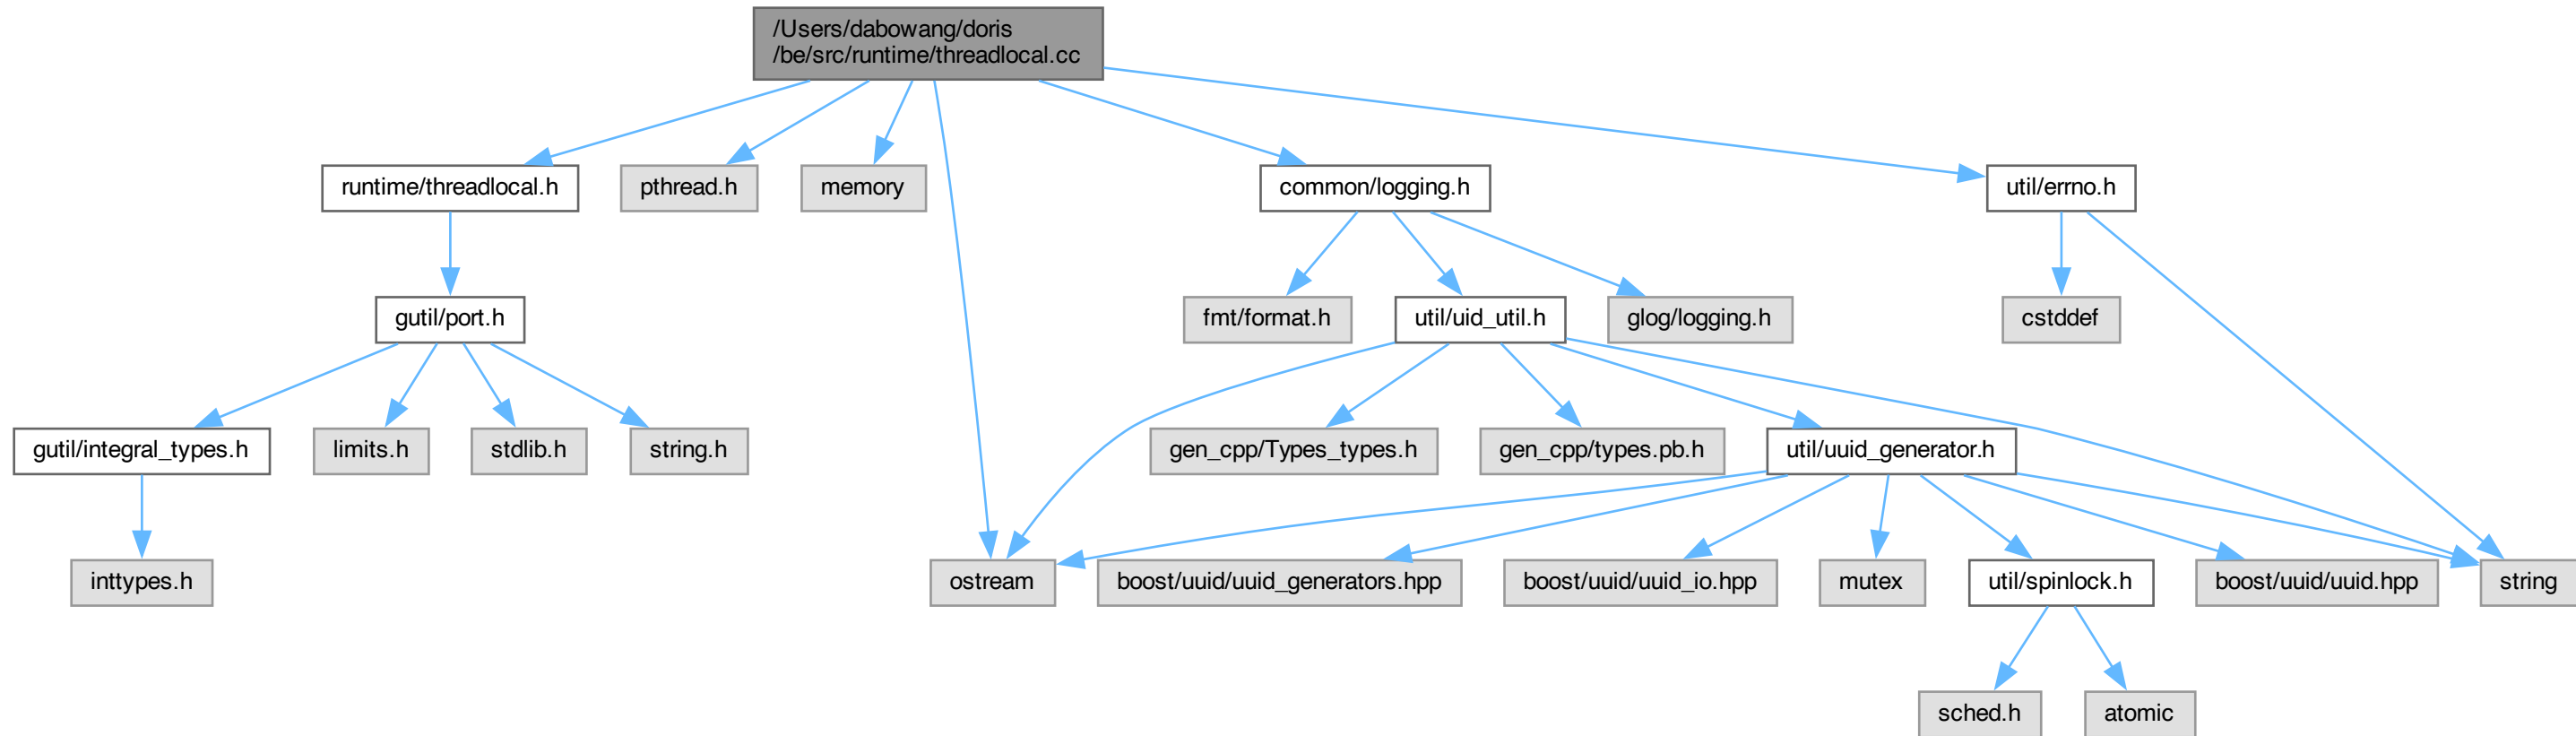 /Users/dabowang/doris
/be/src/runtime/threadlocal.cc
runtime/threadlocal.h
pthread.h
memory
common/logging.h
util/errno.h
gutil/port.h
fmt/format.h
util/uid_util.h
glog/logging.h
cstddef
gutil/integral_types.h
limits.h
stdlib.h
string.h
gen_cpp/Types_types.h
gen_cpp/types.pb.h
util/uuid_generator.h
inttypes.h
ostream
boost/uuid/uuid_generators.hpp
boost/uuid/uuid_io.hpp
mutex
util/spinlock.h
boost/uuid/uuid.hpp
string
sched.h
atomic